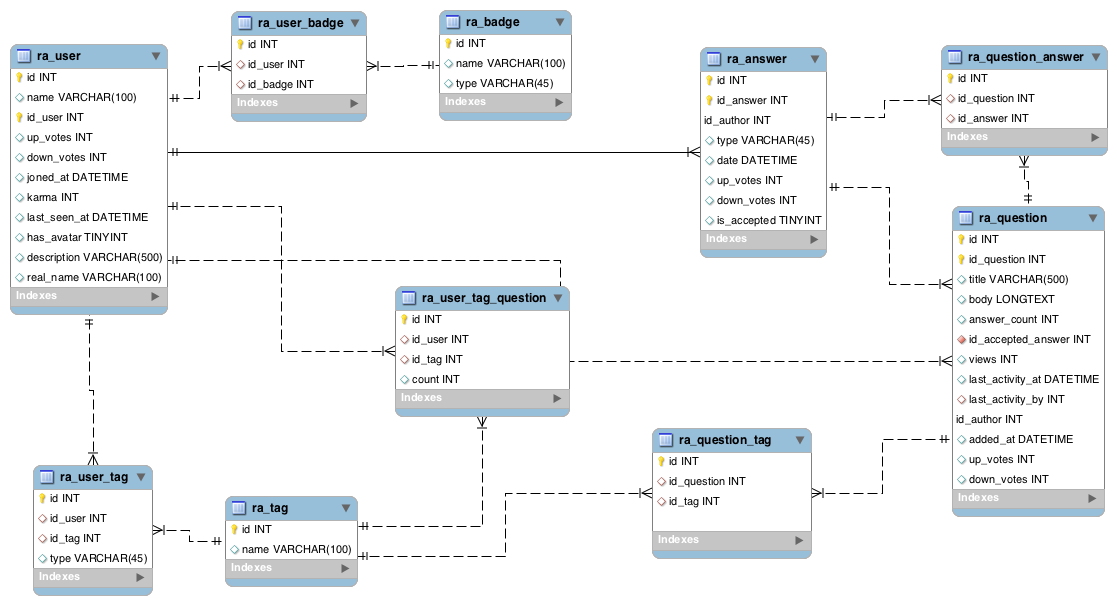 ra_user
id INT
name VARCHAR(100)
id_user INT
up_votes INT
down_votes INT
joned_at DATETIME
karma INT
last_seen_at DATETIME
has_avatar TINYINT
description VARCHAR(500)
real_name VARCHAR(100)
Indexes
ra_user_badge
id INT
id_user INT
id_badge INT
Indexes
ra_badge
id INT
name VARCHAR(100)
type VARCHAR(45)
Indexes
ra_answer
id INT
id_answer INT
id_author INT
type VARCHAR(45)
date DATETIME
up_votes INT
down_votes INT
is_accepted TINYINT
Indexes
ra_question_answer
id INT
id_question INT
id_answer INT
Indexes
ra_question
id INT
id_question INT
title VARCHAR(500)
body LONGTEXT
answer_count INT
id_accepted_answer INT
views INT
last_activity_at DATETIME
last_activity_by INT
id_author INT
added_at DATETIME
up_votes INT
down_votes INT
Indexes
ra_user_tag_question
id INT
id_user INT
id_tag INT
count INT
Indexes
ra_question_tag
id INT
id_question INT
id_tag INT
Indexes
ra_user_tag
id INT
id_user INT
id_tag INT
type VARCHAR(45)
Indexes
ra_tag
id INT
name VARCHAR(100)
Indexes